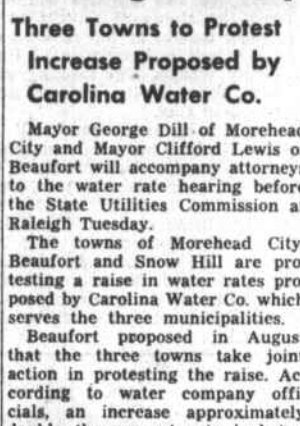 Three Towns to Protest
Increase Proposed by
Carolina Water Co.
Mayor George Dill of Morehead
City and Mayor Clifford Lewis o
Beaufort will accompany attorneys
to the water rate hearing before
the State Utilities Commission a
Raleigh Tuesday.
The towns of Morehead City
Beaufort and Snow Hill are pro
testing a raise in water rates pro
posed by Carolina Water Co. which
serves the three municipalities.
Beaufort proposed in August
that the three towns take joint
action in protesting the raise. Ac
cording to water company offi
cials, an increase approximately